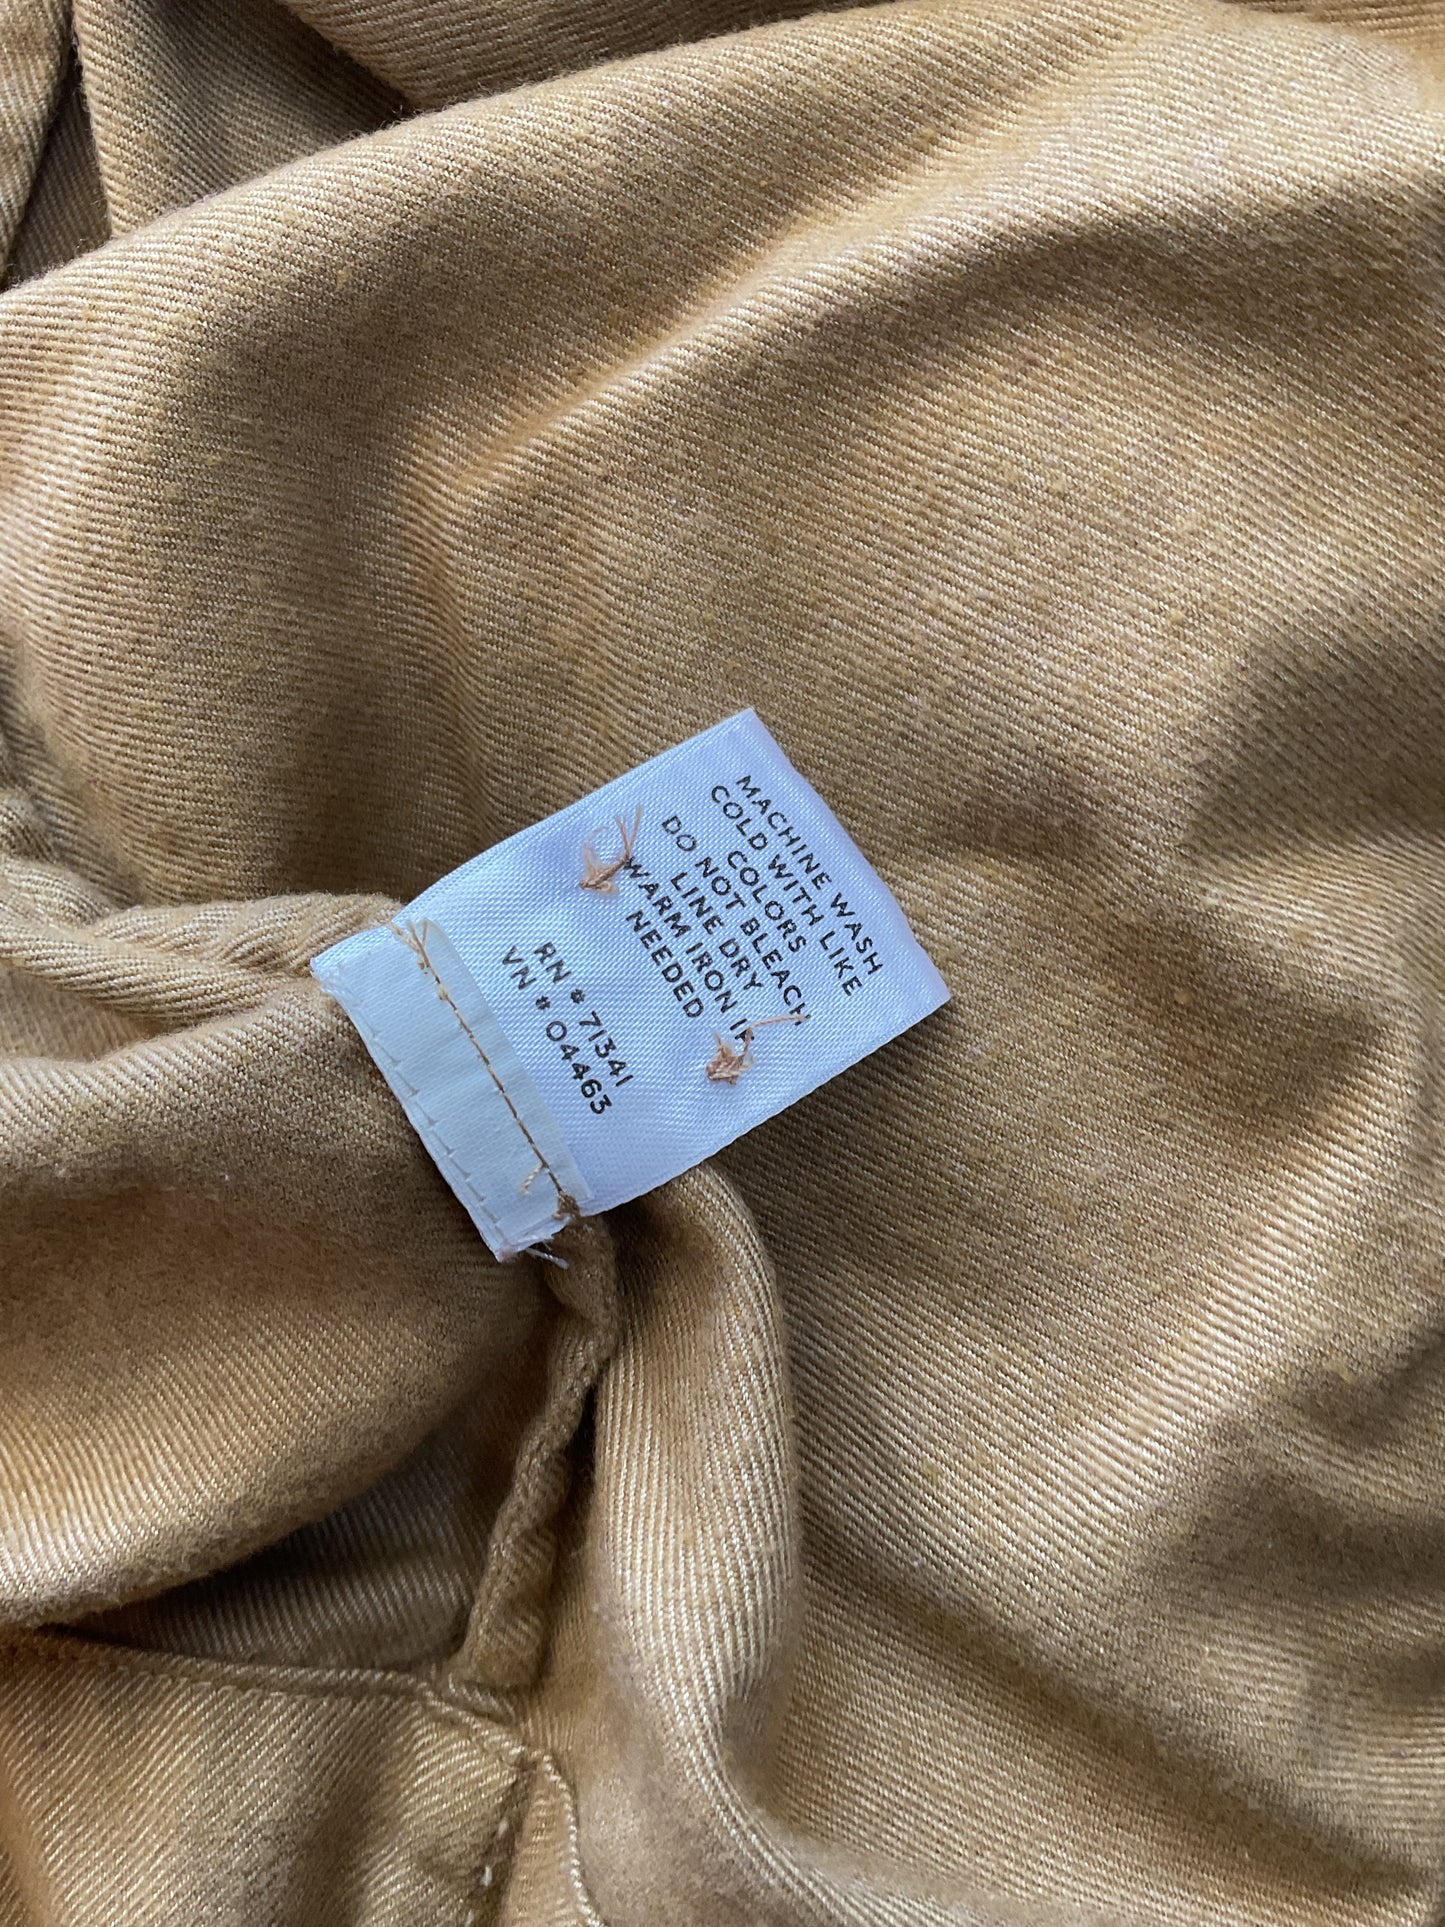 MACHINE WASH
COLD WITH LIKE
COLORS
DO NOT BLEACH
LINE DRY
WARM IRON IF
NEEDED
RN # 71341
VN # 04463